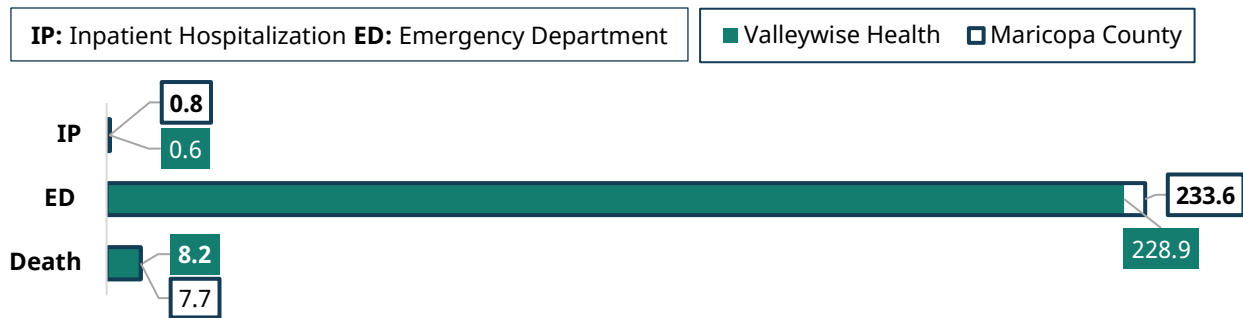 IP: Inpatient Hospitalization ED: Emergency Department
Valleywise Health
Maricopa County
IP
0.8
0.6
ED
233.6
228.9
Death
8.2
7.7